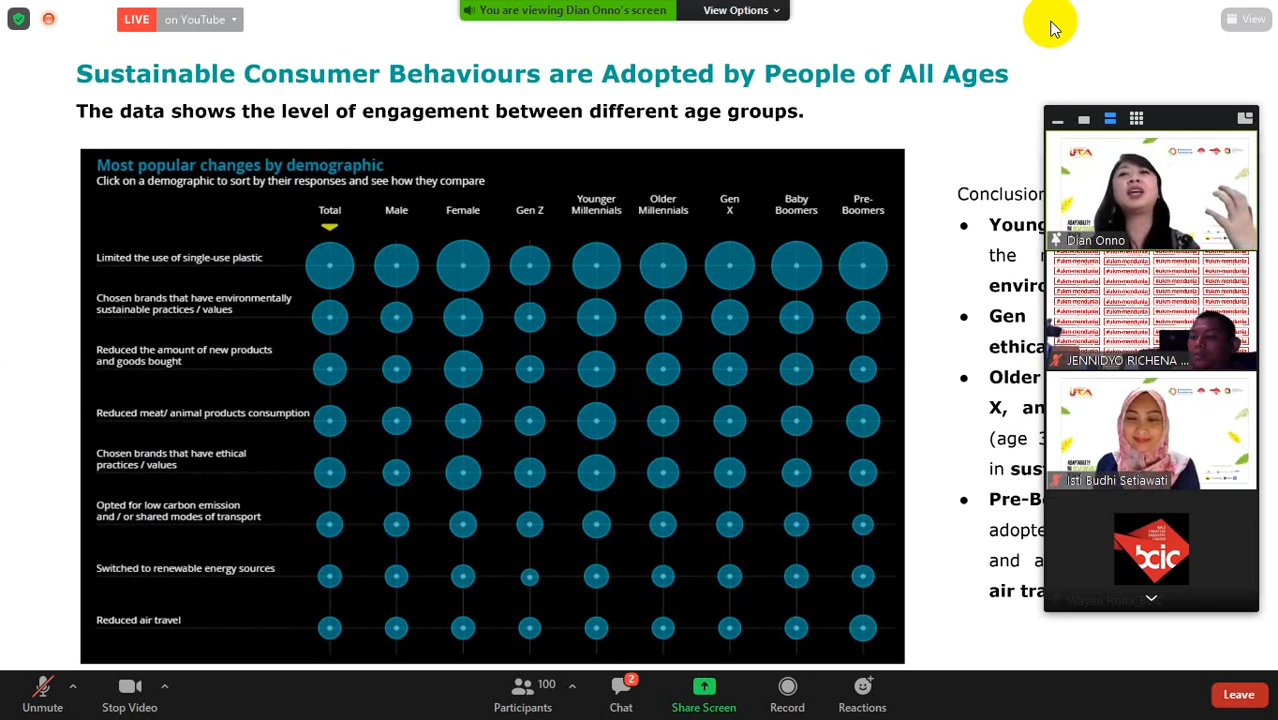 LIVE on YouTube
You are viewing Dian Onno's screen
View Options
View
Sustainable Consumer Behaviours are Adopted by People of All Ages
The data shows the level of engagement between different age groups.
Most popular changes by demographic
Click on a demographic to sort by their responses and see how they compare
Total
Male
Female
Gen Z
Younger
Millennials
Older
Millennials
Gen
X
Baby
Boomers
Pre-
Boomers
Limited the use of single-use plastic
Chosen brands that have environmentally
sustainable practices / values
Reduced the amount of new products
and goods bought
Reduced meat/ animal products consumption
Chosen brands that have ethical
practices / values
Opted for low carbon emission
and / or shared modes of transport
Switched to renewable energy sources
Reduced air travel
Conclusion
Young
the
enviro
Gen
ethica
Older
X, an
(age 3
in sus
Pre-B
adopte
and a
air tra
UTA
Dian Onno
#ukm-mendunia
JENNIDYO RICHENA ...
UTA
Isti Budhi Setiawati
bcic
Unmute
Stop Video
Participants
100
Chat
2
Share Screen
Record
Reactions
Leave